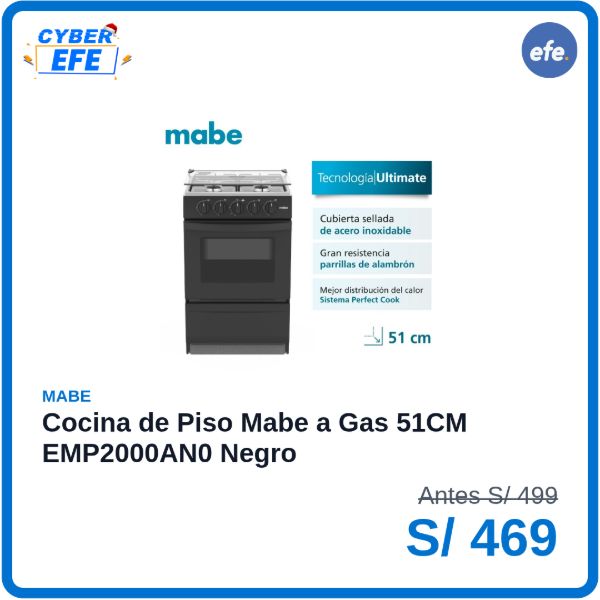 CYBER
EFE
efe.
mabe
Tecnología|Ultimate
Cubierta sellada
de acero inoxidable
Gran resistencia
parrillas de alambrón
Mejor distribución del calor
Sistema Perfect Cook
51 cm
MABE
Cocina de Piso Mabe a Gas 51CM
EMP2000AN0 Negro
Antes S/ 499
S/ 469